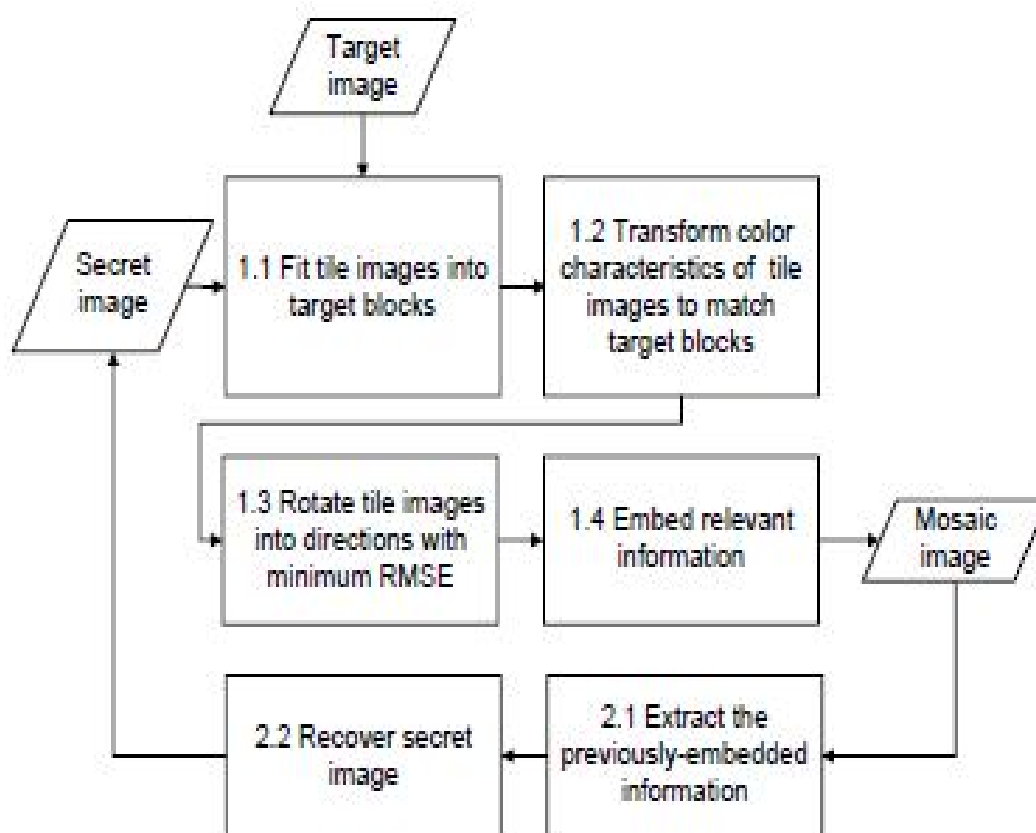 Target
image
Secret
image
1.1 Fit tile images into
target blocks
1.2 Transform color
characteristics of tile
images to match
target blocks
1.3 Rotate tile images
into directions with
minimum RMSE
1.4 Embed relevant
information
Mosaic
image
2.2 Recover secret
image
2.1 Extract the
previously-embedded
information